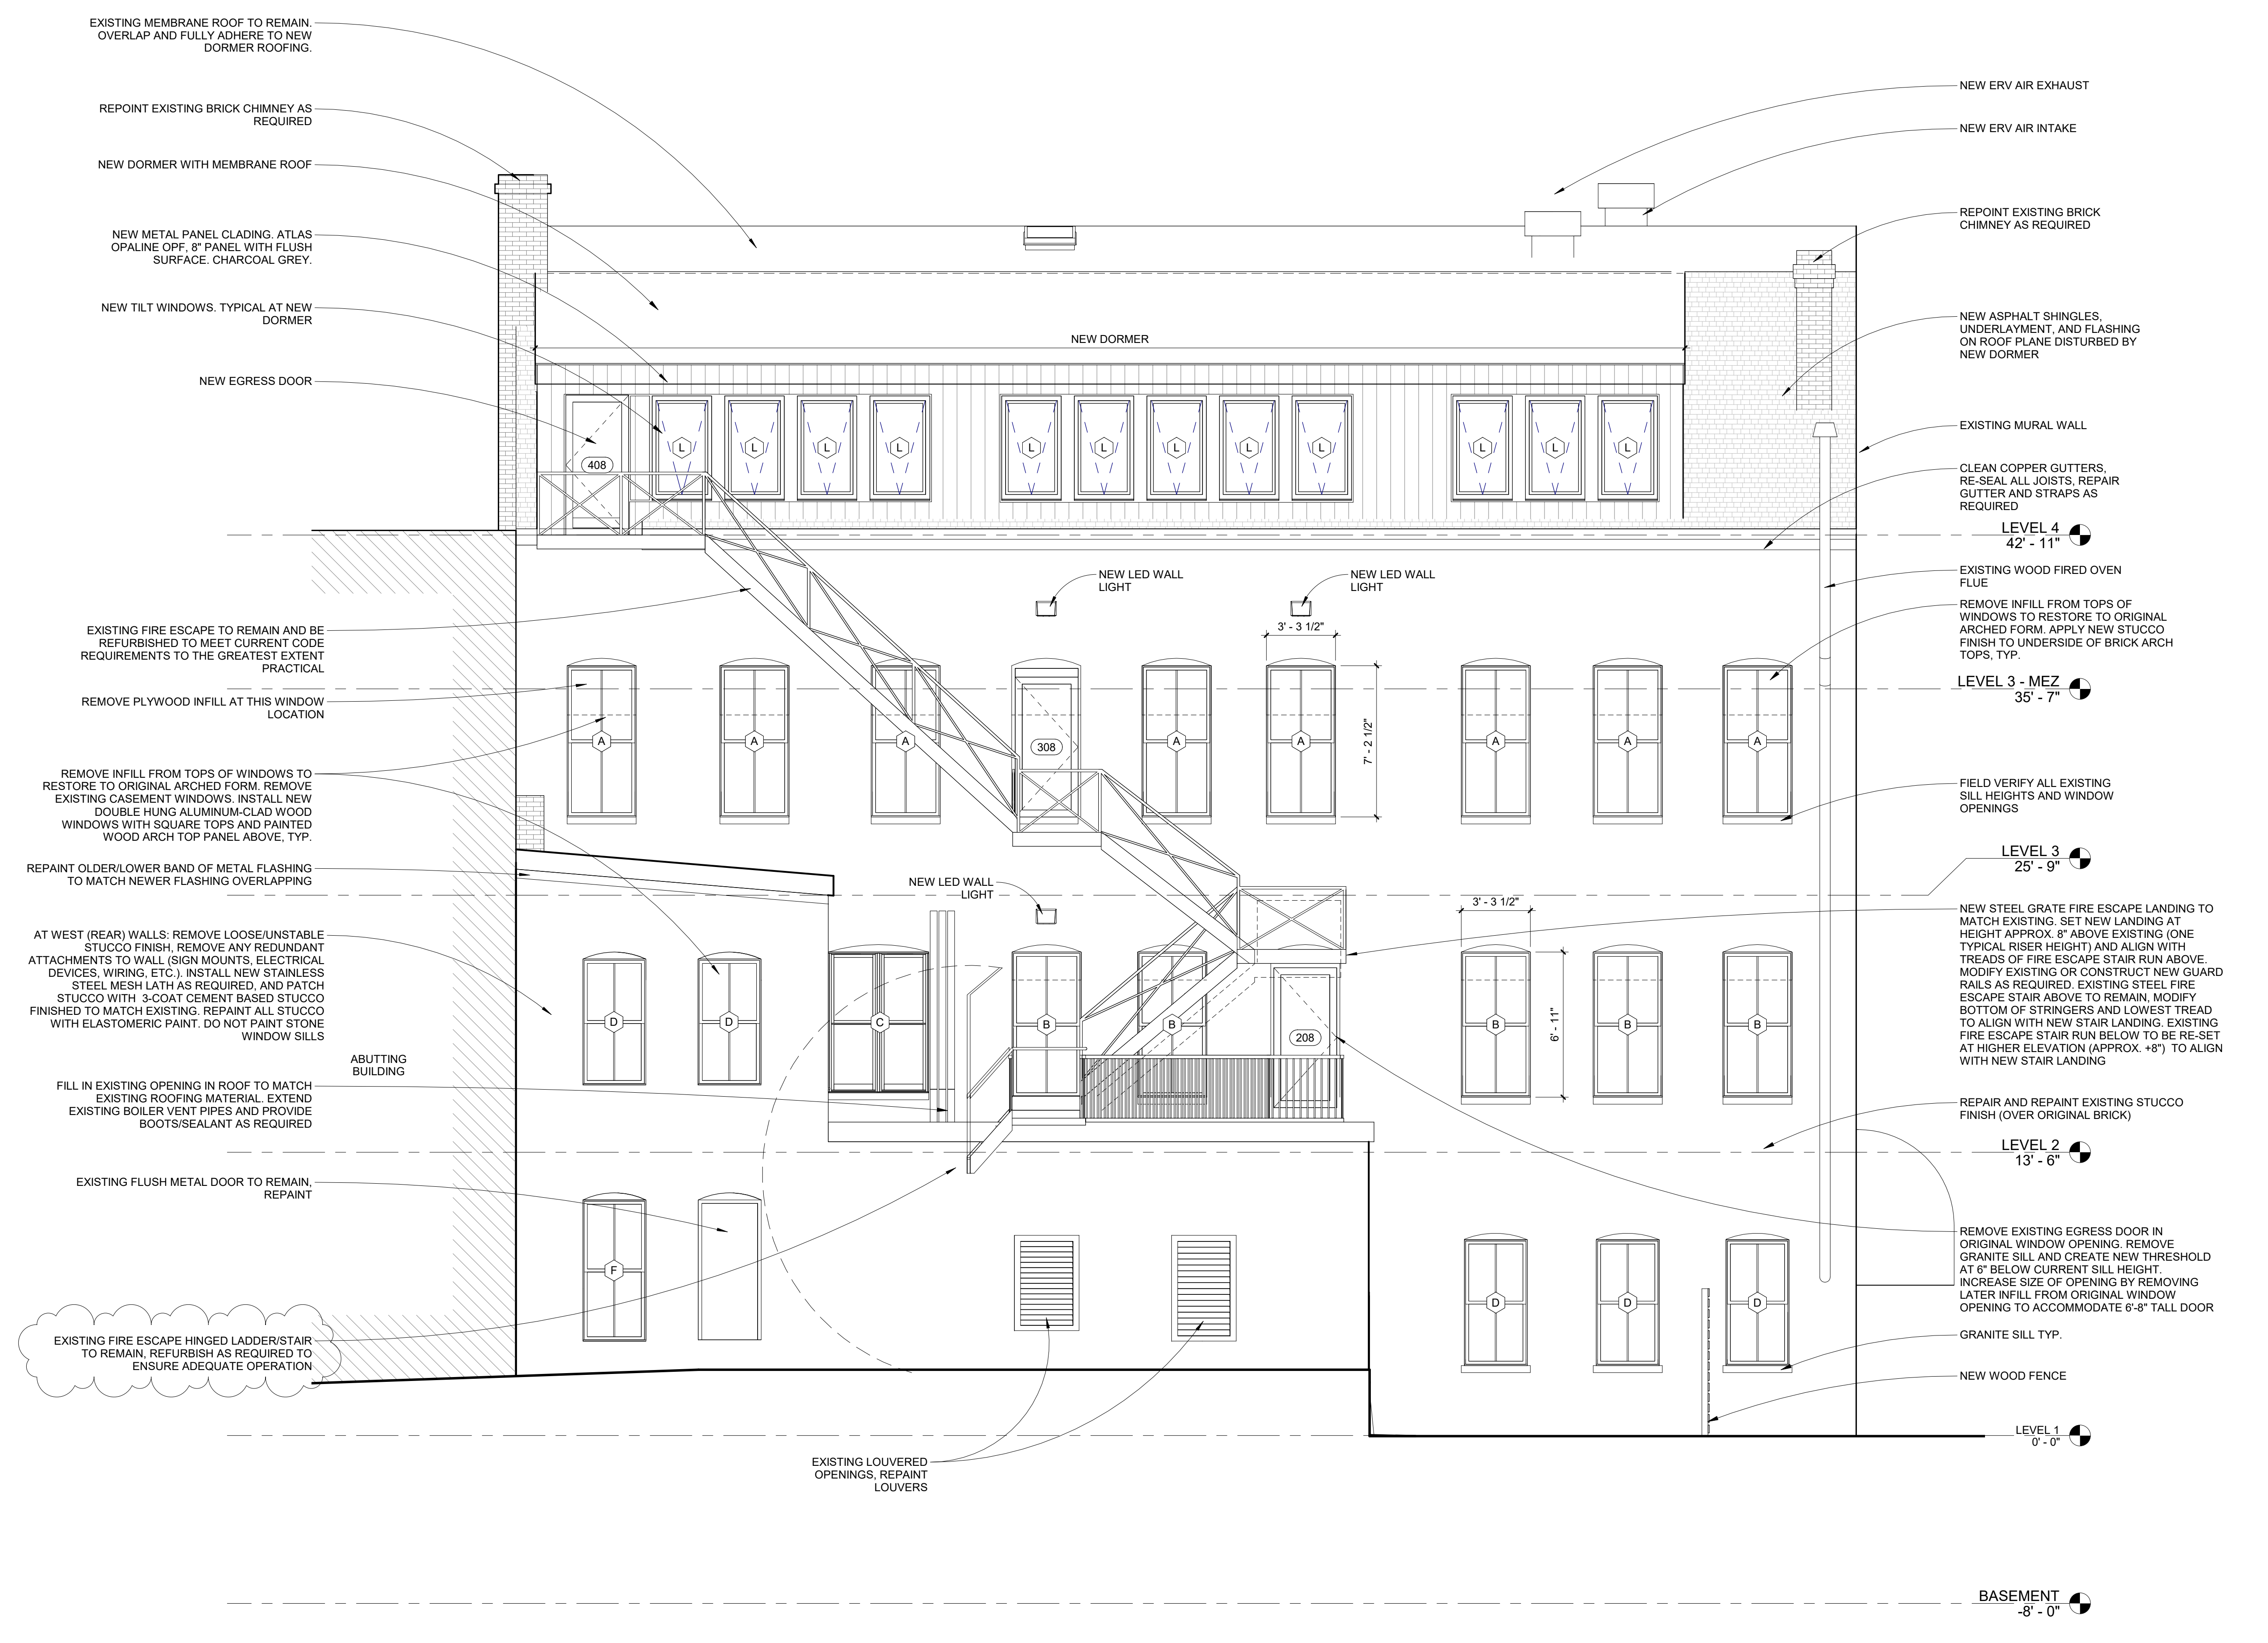 EXISTING MEMBRANE ROOF TO REMAIN.
OVERLAP AND FULLY ADHERE TO NEW
DORMER ROOFING.
REPOINT EXISTING BRICK CHIMNEY AS
REQUIRED
NEW DORMER WITH MEMBRANE ROOF
NEW METAL PANEL CLADING. ATLAS
OPALINE OPF, 8" PANEL WITH FLUSH
SURFACE. CHARCOAL GREY.
NEW TILT WINDOWS. TYPICAL AT NEW
DORMER
NEW EGRESS DOOR
EXISTING FIRE ESCAPE TO REMAIN AND BE
REFURBISHED TO MEET CURRENT CODE
REQUIREMENTS TO THE GREATEST EXTENT
PRACTICAL
REMOVE PLYWOOD INFILL AT THIS WINDOW
LOCATION
REMOVE INFILL FROM TOPS OF WINDOWS TO
RESTORE TO ORIGINAL ARCHED FORM. REMOVE
EXISTING CASEMENT WINDOWS. INSTALL NEW
DOUBLE HUNG ALUMINUM-CLAD WOOD
WINDOWS WITH SQUARE TOPS AND PAINTED
WOOD ARCH TOP PANEL ABOVE, TYP.
REPAINT OLDER/LOWER BAND OF METAL FLASHING
TO MATCH NEWER FLASHING OVERLAPPING
AT WEST (REAR) WALLS: REMOVE LOOSE/UNSTABLE
STUCCO FINISH, REMOVE ANY REDUNDANT
ATTACHMENTS TO WALL (SIGN MOUNTS, ELECTRICAL
DEVICES, WIRING, ETC.). INSTALL NEW STAINLESS
STEEL MESH LATH AS REQUIRED, AND PATCH
STUCCO WITH 3-COAT CEMENT BASED STUCCO
FINISHED TO MATCH EXISTING. REPAINT ALL STUCCO
WITH ELASTOMERIC PAINT. DO NOT PAINT STONE
WINDOW SILLS
ABUTTING
BUILDING
FILL IN EXISTING OPENING IN ROOF TO MATCH
EXISTING ROOFING MATERIAL. EXTEND
EXISTING BOILER VENT PIPES AND PROVIDE
BOOTS/SEALANT AS REQUIRED
EXISTING FLUSH METAL DOOR TO REMAIN,
REPAINT
EXISTING FIRE ESCAPE HINGED LADDER/STAIR
TO REMAIN, REFURBISH AS REQUIRED TO
ENSURE ADEQUATE OPERATION
NEW DORMER
408
L
L
L
L
L
L
L
L
L
L
L
L
NEW LED WALL
LIGHT
NEW LED WALL
LIGHT
3' - 3 1/2"
7' - 2 1/2"
A
A
A
308
A
A
A
A
A
NEW LED WALL
LIGHT
3' - 3 1/2"
6' - 11"
D
D
C
B
B
208
B
B
B
F
D
D
D
EXISTING LOUVERED
OPENINGS, REPAINT
LOUVERS
NEW ERV AIR EXHAUST
NEW ERV AIR INTAKE
REPOINT EXISTING BRICK
CHIMNEY AS REQUIRED
NEW ASPHALT SHINGLES,
UNDERLAYMENT, AND FLASHING
ON ROOF PLANE DISTURBED BY
NEW DORMER
EXISTING MURAL WALL
CLEAN COPPER GUTTERS,
RE-SEAL ALL JOISTS, REPAIR
GUTTER AND STRAPS AS
REQUIRED
LEVEL 4
42' - 11"
EXISTING WOOD FIRED OVEN
FLUE
REMOVE INFILL FROM TOPS OF
WINDOWS TO RESTORE TO ORIGINAL
ARCHED FORM. APPLY NEW STUCCO
FINISH TO UNDERSIDE OF BRICK ARCH
TOPS, TYP.
LEVEL 3 - MEZ
35' - 7"
FIELD VERIFY ALL EXISTING
SILL HEIGHTS AND WINDOW
OPENINGS
LEVEL 3
25' - 9"
NEW STEEL GRATE FIRE ESCAPE LANDING TO
MATCH EXISTING. SET NEW LANDING AT
HEIGHT APPROX. 8" ABOVE EXISTING (ONE
TYPICAL RISER HEIGHT) AND ALIGN WITH
TREADS OF FIRE ESCAPE STAIR RUN ABOVE.
MODIFY EXISTING OR CONSTRUCT NEW GUARD
RAILS AS REQUIRED. EXISTING STEEL FIRE
ESCAPE STAIR ABOVE TO REMAIN, MODIFY
BOTTOM OF STRINGERS AND LOWEST TREAD
TO ALIGN WITH NEW STAIR LANDING. EXISTING
FIRE ESCAPE STAIR RUN BELOW TO BE RE-SET
AT HIGHER ELEVATION (APPROX. +8") TO ALIGN
WITH NEW STAIR LANDING
REPAIR AND REPAINT EXISTING STUCCO
FINISH (OVER ORIGINAL BRICK)
LEVEL 2
13' - 6"
REMOVE EXISTING EGRESS DOOR IN
ORIGINAL WINDOW OPENING. REMOVE
GRANITE SILL AND CREATE NEW THRESHOLD
AT 6" BELOW CURRENT SILL HEIGHT.
INCREASE SIZE OF OPENING BY REMOVING
LATER INFILL FROM ORIGINAL WINDOW
OPENING TO ACCOMMODATE 6'-8" TALL DOOR
GRANITE SILL TYP.
NEW WOOD FENCE
LEVEL 1
0' - 0"
BASEMENT
-8' - 0"